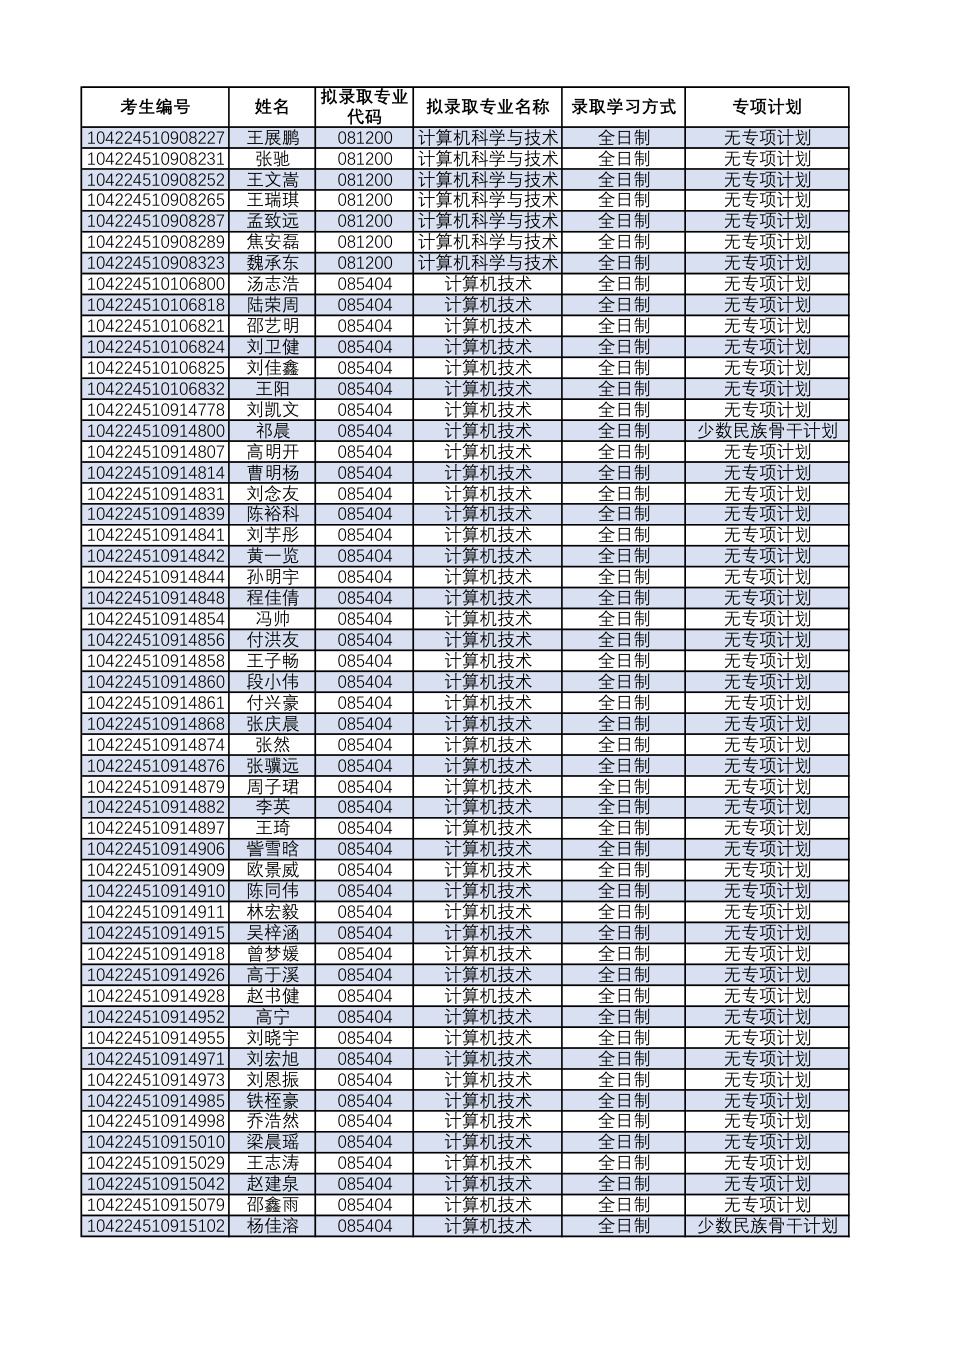 考生编号 姓名 拟录取专业代码 拟录取专业名称 录取学习方式 专项计划
104224510908227 王展鹏 081200 计算机科学与技术 全日制 无专项计划
104224510908231 张驰 081200 计算机科学与技术 全日制 无专项计划
104224510908252 王文嵩 081200 计算机科学与技术 全日制 无专项计划
104224510908265 王瑞琪 081200 计算机科学与技术 全日制 无专项计划
104224510908287 孟致远 081200 计算机科学与技术 全日制 无专项计划
104224510908289 焦安磊 081200 计算机科学与技术 全日制 无专项计划
104224510908323 魏承东 081200 计算机科学与技术 全日制 无专项计划
104224510106800 汤志浩 085404 计算机技术 全日制 无专项计划
104224510106818 陆荣周 085404 计算机技术 全日制 无专项计划
104224510106821 邵艺明 085404 计算机技术 全日制 无专项计划
104224510106824 刘卫健 085404 计算机技术 全日制 无专项计划
104224510106825 刘佳鑫 085404 计算机技术 全日制 无专项计划
104224510106832 王阳 085404 计算机技术 全日制 无专项计划
104224510914778 刘凯文 085404 计算机技术 全日制 无专项计划
104224510914800 祁晨 085404 计算机技术 全日制 少数民族骨干计划
104224510914807 高明开 085404 计算机技术 全日制 无专项计划
104224510914814 曹明杨 085404 计算机技术 全日制 无专项计划
104224510914831 刘念友 085404 计算机技术 全日制 无专项计划
104224510914839 陈裕科 085404 计算机技术 全日制 无专项计划
104224510914841 刘芋彤 085404 计算机技术 全日制 无专项计划
104224510914842 黄一览 085404 计算机技术 全日制 无专项计划
104224510914844 孙明宇 085404 计算机技术 全日制 无专项计划
104224510914848 程佳倩 085404 计算机技术 全日制 无专项计划
104224510914854 冯帅 085404 计算机技术 全日制 无专项计划
104224510914856 付洪友 085404 计算机技术 全日制 无专项计划
104224510914858 王子畅 085404 计算机技术 全日制 无专项计划
104224510914860 段小伟 085404 计算机技术 全日制 无专项计划
104224510914861 付兴豪 085404 计算机技术 全日制 无专项计划
104224510914868 张庆晨 085404 计算机技术 全日制 无专项计划
104224510914874 张然 085404 计算机技术 全日制 无专项计划
104224510914876 张骥远 085404 计算机技术 全日制 无专项计划
104224510914879 周子珺 085404 计算机技术 全日制 无专项计划
104224510914882 李英 085404 计算机技术 全日制 无专项计划
104224510914897 王琦 085404 计算机技术 全日制 无专项计划
104224510914906 訾雪晗 085404 计算机技术 全日制 无专项计划
104224510914909 欧景威 085404 计算机技术 全日制 无专项计划
104224510914910 陈同伟 085404 计算机技术 全日制 无专项计划
104224510914911 林宏毅 085404 计算机技术 全日制 无专项计划
104224510914915 吴梓涵 085404 计算机技术 全日制 无专项计划
104224510914918 曾梦媛 085404 计算机技术 全日制 无专项计划
104224510914926 高于溪 085404 计算机技术 全日制 无专项计划
104224510914928 赵书健 085404 计算机技术 全日制 无专项计划
104224510914952 高宁 085404 计算机技术 全日制 无专项计划
104224510914955 刘晓宇 085404 计算机技术 全日制 无专项计划
104224510914971 刘宏旭 085404 计算机技术 全日制 无专项计划
104224510914973 刘恩振 085404 计算机技术 全日制 无专项计划
104224510914985 铁桎豪 085404 计算机技术 全日制 无专项计划
104224510914998 乔浩然 085404 计算机技术 全日制 无专项计划
104224510915010 梁晨瑶 085404 计算机技术 全日制 无专项计划
104224510915029 王志涛 085404 计算机技术 全日制 无专项计划
104224510915042 赵建泉 085404 计算机技术 全日制 无专项计划
104224510915079 邵鑫雨 085404 计算机技术 全日制 无专项计划
104224510915102 杨佳溶 085404 计算机技术 全日制 少数民族骨干计划